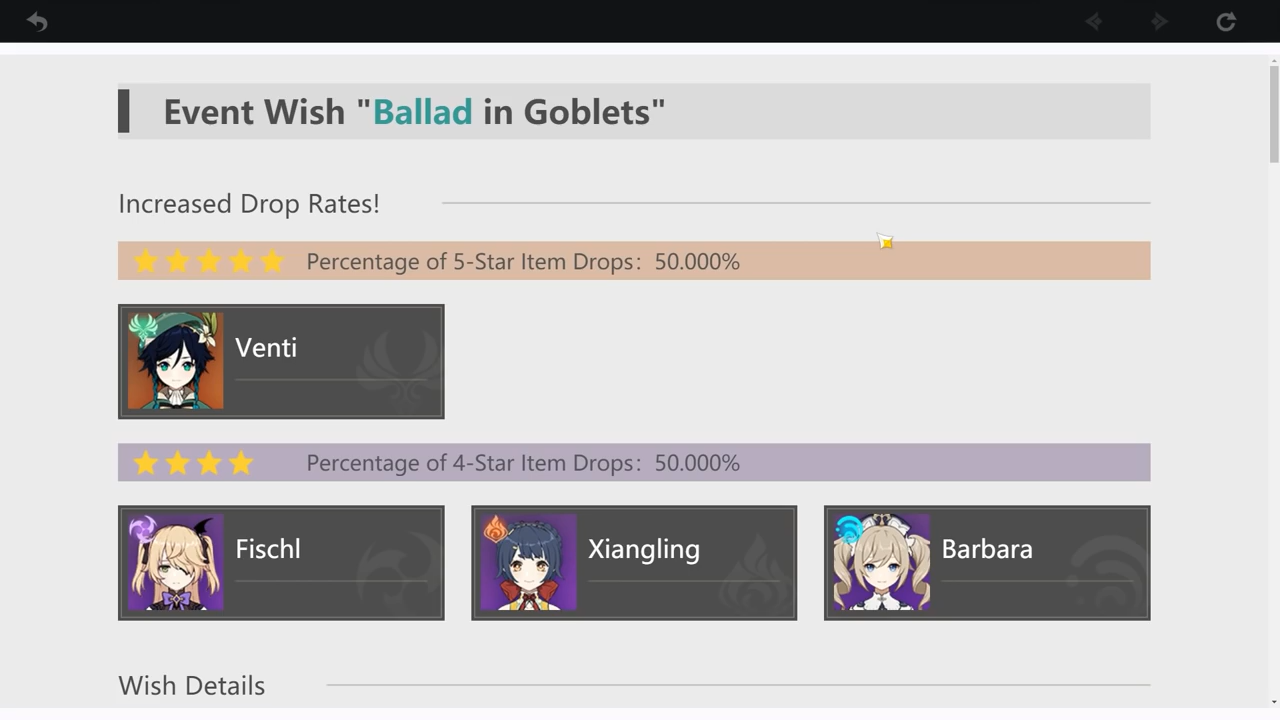 Event Wish "Ballad in Goblets"
Increased Drop Rates!
Percentage of 5-Star Item Drops: 50.000%
Venti
Percentage of 4-Star Item Drops: 50.000%
Fischl
Xiangling
Barbara
Wish Details